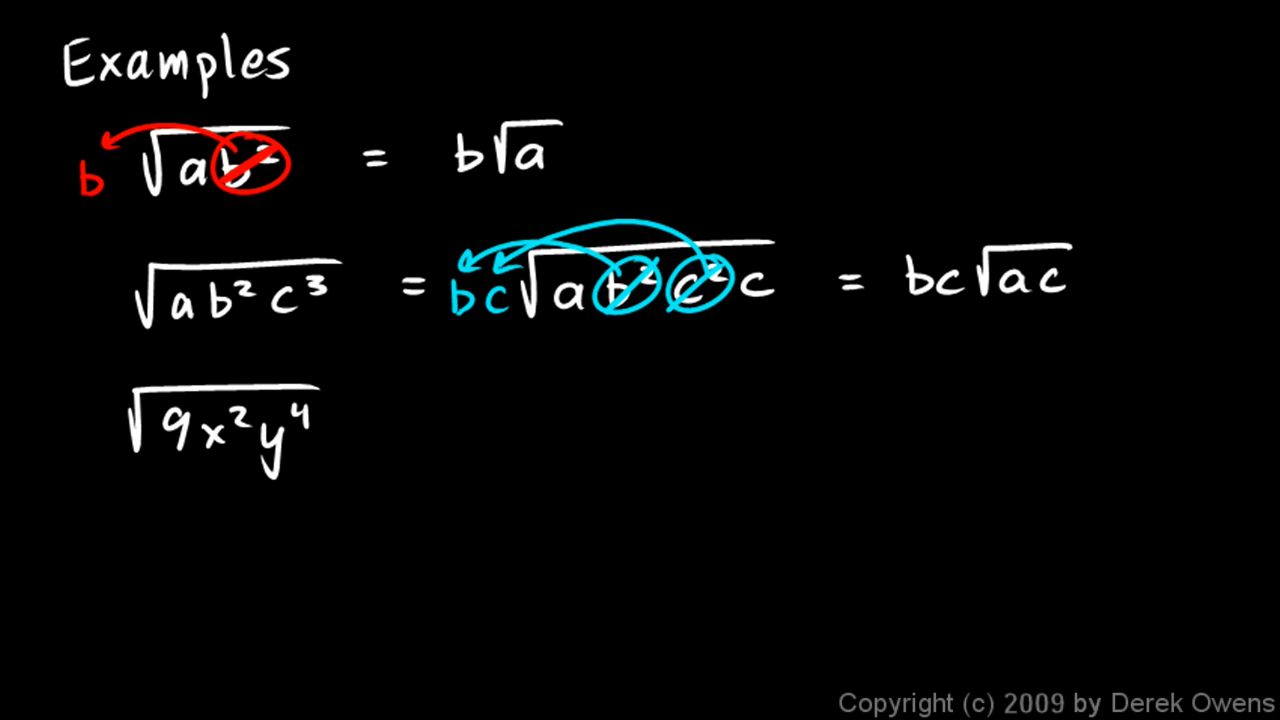 Examples
b √(ab²) = b√a
√(ab²c³) = bc√(ab²c²c) = bc√(ac)
√(9x²y⁴)
Copyright (c) 2009 by Derek Owens